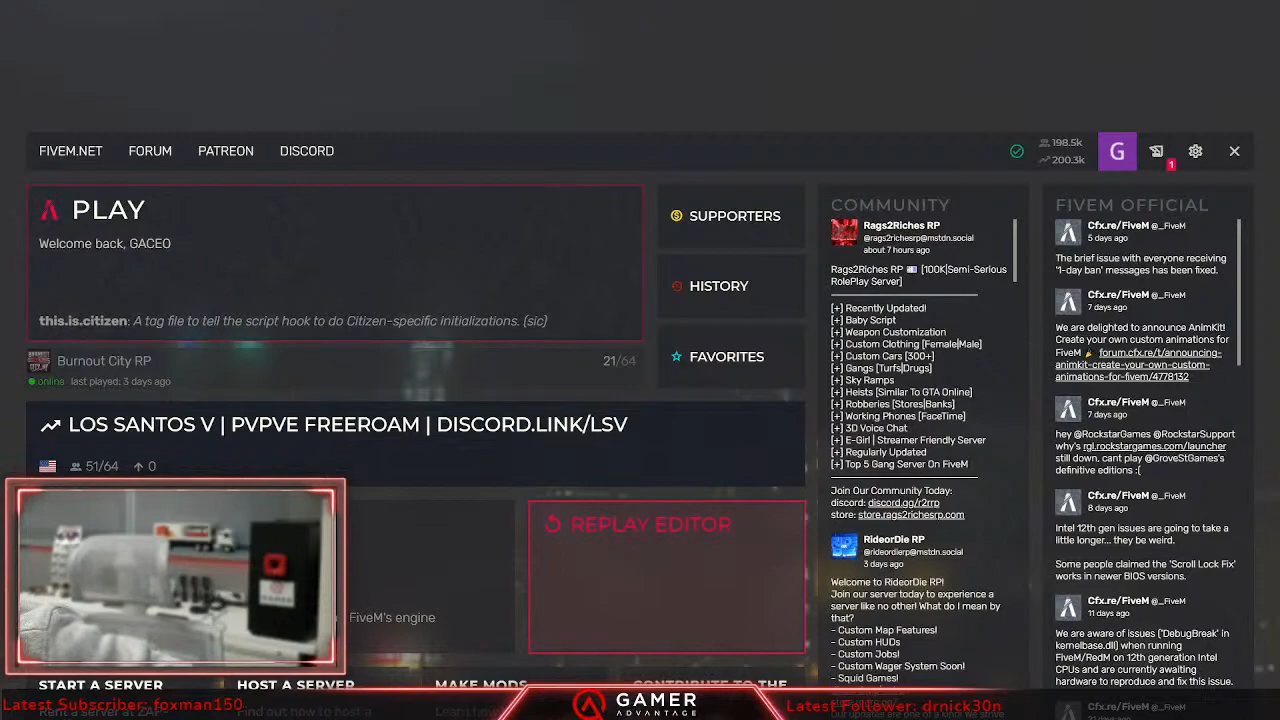 FIVEM.NET
FORUM
PATREON
DISCORD
198.5k
200.3k
G
1
PLAY
Welcome back, GACEO
this.is.citizen: A tag file to tell the script hook to do Citizen-specific initializations. (sic)
Burnout City RP
21/64
online last played: 3 days ago
SUPPORTERS
HISTORY
FAVORITES
LOS SANTOS V | PVPVE FREEROAM | DISCORD.LINK/LSV
51/64
0
REPLAY EDITOR
FiveM's engine
START A SERVER
HOST A SERVER
MAKE MODS
CONTRIBUTE TO THE
COMMUNITY
Rags2Riches RP
@rags2richesrp@mstdn.social
about 7 hours ago
Rags2Riches RP 💵 [100K|Semi-Serious
RolePlay Server]
[+] Recently Updated!
[+] Baby Script
[+] Weapon Customization
[+] Custom Clothing [Female|Male]
[+] Custom Cars [300+]
[+] Gangs [Turfs|Drugs]
[+] Sky Ramps
[+] Heists [Similar To GTA Online]
[+] Robberies [Stores|Banks]
[+] Working Phones [FaceTime]
[+] 3D Voice Chat
[+] E-Girl | Streamer Friendly Server
[+] Regularly Updated
[+] Top 5 Gang Server On FiveM
Join Our Community Today:
discord: discord.gg/r2rrp
store: store.rags2richesrp.com
RideorDie RP
@rideordierp@mstdn.social
3 days ago
Welcome to RideorDie RP!
Join our server today to experience a
server like no other! What do I mean by
that?
- Custom Map Features!
- Custom HUDs
- Custom Jobs!
- Custom Wager System Soon!
- Squid Games!
FIVEM OFFICIAL
Cfx.re/FiveM @_FiveM
5 days ago
The brief issue with everyone receiving
'1-day ban' messages has been fixed.
Cfx.re/FiveM @_FiveM
7 days ago
We are delighted to announce AnimKit!
Create your own custom animations for
FiveM 🎉 forum.cfx.re/t/announcing-
animkit-create-your-own-custom-
animations-for-fivem/4778132
Cfx.re/FiveM @_FiveM
7 days ago
hey @RockstarGames @RockstarSupport
why's rgl.rockstargames.com/launcher
still down. cant play @GroveStGames's
definitive editions :(
Cfx.re/FiveM @_FiveM
8 days ago
Intel 12th gen issues are going to take a
little longer... they be weird.
Some people claimed the 'Scroll Lock Fix'
works in newer BIOS versions.
Cfx.re/FiveM @_FiveM
11 days ago
We are aware of issues ('DebugBreak' in
kernelbase.dll) when running
FiveM/RedM on 12th generation Intel
CPUs and are currently awaiting
hardware to reproduce and fix this issue.
Cfx.re/FiveM @_FiveM
Latest Subscriber: foxman150
GAMER
ADVANTAGE
Latest Follower: drnick30n